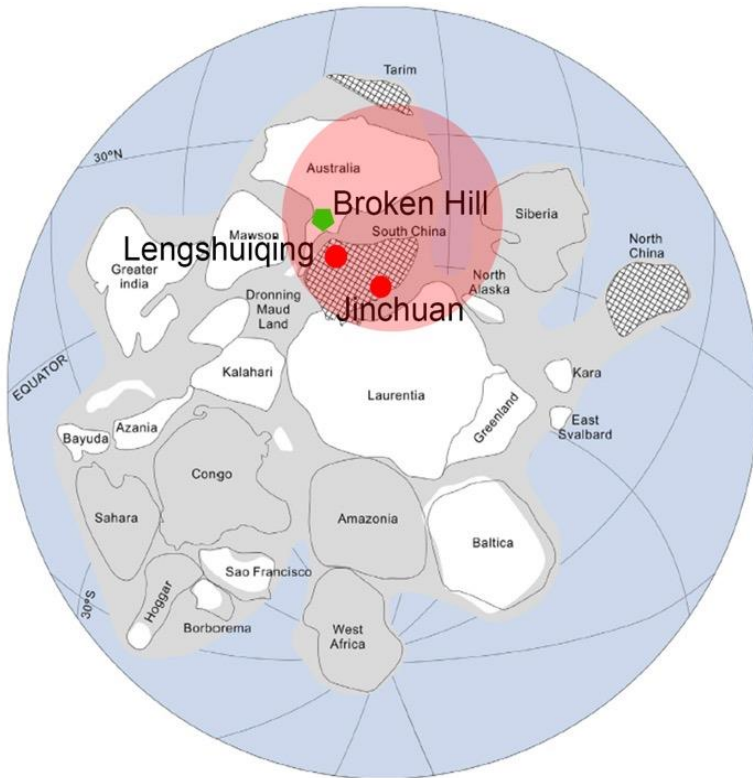 Tarim
30°N
Australia
Broken Hill
Siberia
South China
Mawson
Lengshuiqing
North
China
Greater
india
North
Alaska
Dronning
Maud
Land
Jinchuan
EQUATOR
Kalahari
Kara
Laurentia
Greenland
East
Svalbard
Azania
Bayuda
Congo
Sahara
Amazonia
Baltica
Sao Francisco
Hoggar
30°S
Borborema
West
Africa